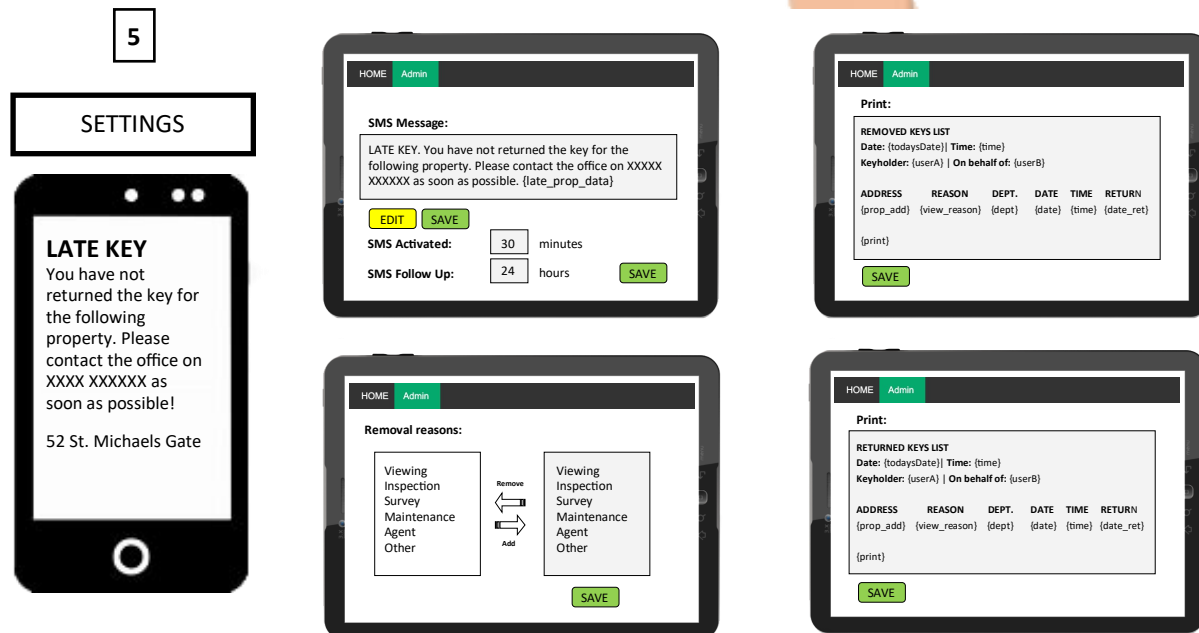 5
SETTINGS
LATE KEY
You have not
returned the key for
the following
property. Please
contact the office on
XXXX XXXXXX as
soon as possible!
52 St. Michaels Gate
HOME Admin
SMS Message:
LATE KEY. You have not returned the key for the
following property. Please contact the office on XXXXX
XXXXXX as soon as possible. {late_prop_data}
EDIT SAVE
SMS Activated: 30 minutes
SMS Follow Up: 24 hours SAVE
HOME Admin
Print:
REMOVED KEYS LIST
Date: {todaysDate}| Time: {time}
Keyholder: {userA} | On behalf of: {userB}
ADDRESS REASON DEPT. DATE TIME RETURN
{prop_add} {view_reason} {dept} {date} {time} {date_ret}
{print}
SAVE
HOME Admin
Removal reasons:
Viewing
Inspection
Survey
Maintenance
Agent
Other
Remove
Add
Viewing
Inspection
Survey
Maintenance
Agent
Other
SAVE
HOME Admin
Print:
RETURNED KEYS LIST
Date: {todaysDate}| Time: {time}
Keyholder: {userA} | On behalf of: {userB}
ADDRESS REASON DEPT. DATE TIME RETURN
{prop_add} {view_reason} {dept} {date} {time} {date_ret}
{print}
SAVE